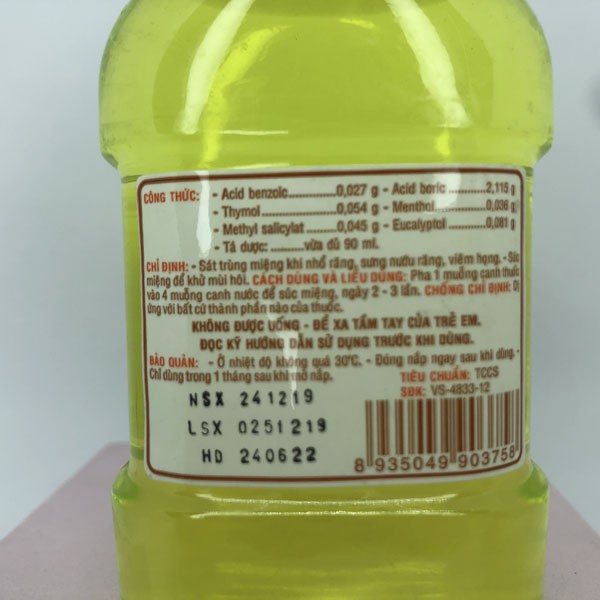 CÔNG THỨC: - Acid benzoic..............0,027 g - Acid boric...........2,115 g
- Thymol......................0,054 g - Menthol............0,036 g
- Methyl salicylat.........0,045 g - Eucalyptol........0,081 g
- Tá dược: ..........vừa đủ 90 ml.
CHỈ ĐỊNH: - Sát trùng miệng khi nhổ răng, sưng nướu răng, viêm họng. - Súc
miệng để khử mùi hôi. CÁCH DÙNG VÀ LIỀU DÙNG: Pha 1 muỗng canh thuốc
vào 4 muỗng canh nước để súc miệng, ngày 2 - 3 lần. CHỐNG CHỈ ĐỊNH: Dị
ứng với bất cứ thành phần nào của thuốc.
KHÔNG ĐƯỢC UỐNG - ĐỂ XA TẦM TAY CỦA TRẺ EM.
ĐỌC KỸ HƯỚNG DẪN SỬ DỤNG TRƯỚC KHI DÙNG.
BẢO QUẢN: - Ở nhiệt độ không quá 30°C. - Đóng nắp ngay sau khi dùng. -
Chỉ dùng trong 1 tháng sau khi mở nắp.
TIÊU CHUẨN: TCCS
SĐK: VS-4833-12
NSX 241219
LSX 0251219
HD 240622
8 935049 903758